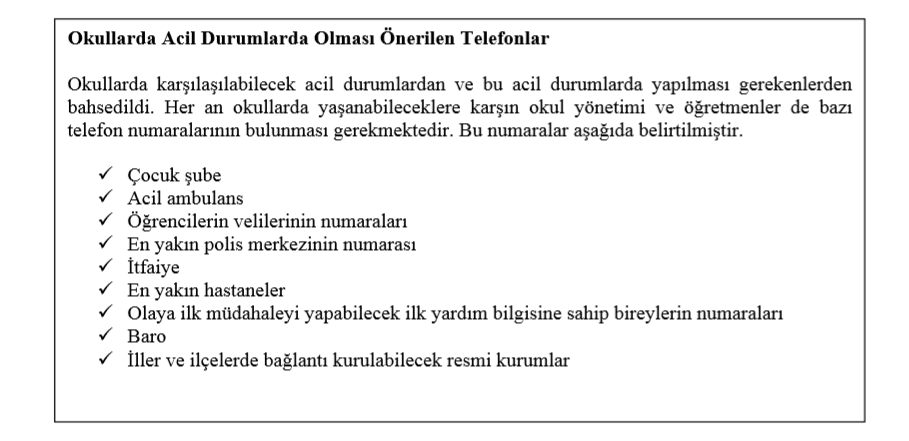 Okullarda Acil Durumlarda Olması Önerilen Telefonlar
Okullarda karşılaşılabilecek acil durumlardan ve bu acil durumlarda yapılması gerekenlerden
bahsedildi. Her an okullarda yaşanabileceklere karşın okul yönetimi ve öğretmenler de bazı
telefon numaralarının bulunması gerekmektedir. Bu numaralar aşağıda belirtilmiştir.
✓ Çocuk şube
✓ Acil ambulans
✓ Öğrencilerin velilerinin numaraları
✓ En yakın polis merkezinin numarası
✓ İtfaiye
✓ En yakın hastaneler
✓ Olaya ilk müdahaleyi yapabilecek ilk yardım bilgisine sahip bireylerin numaraları
✓ Baro
✓ İller ve ilçelerde bağlantı kurulabilecek resmi kurumlar